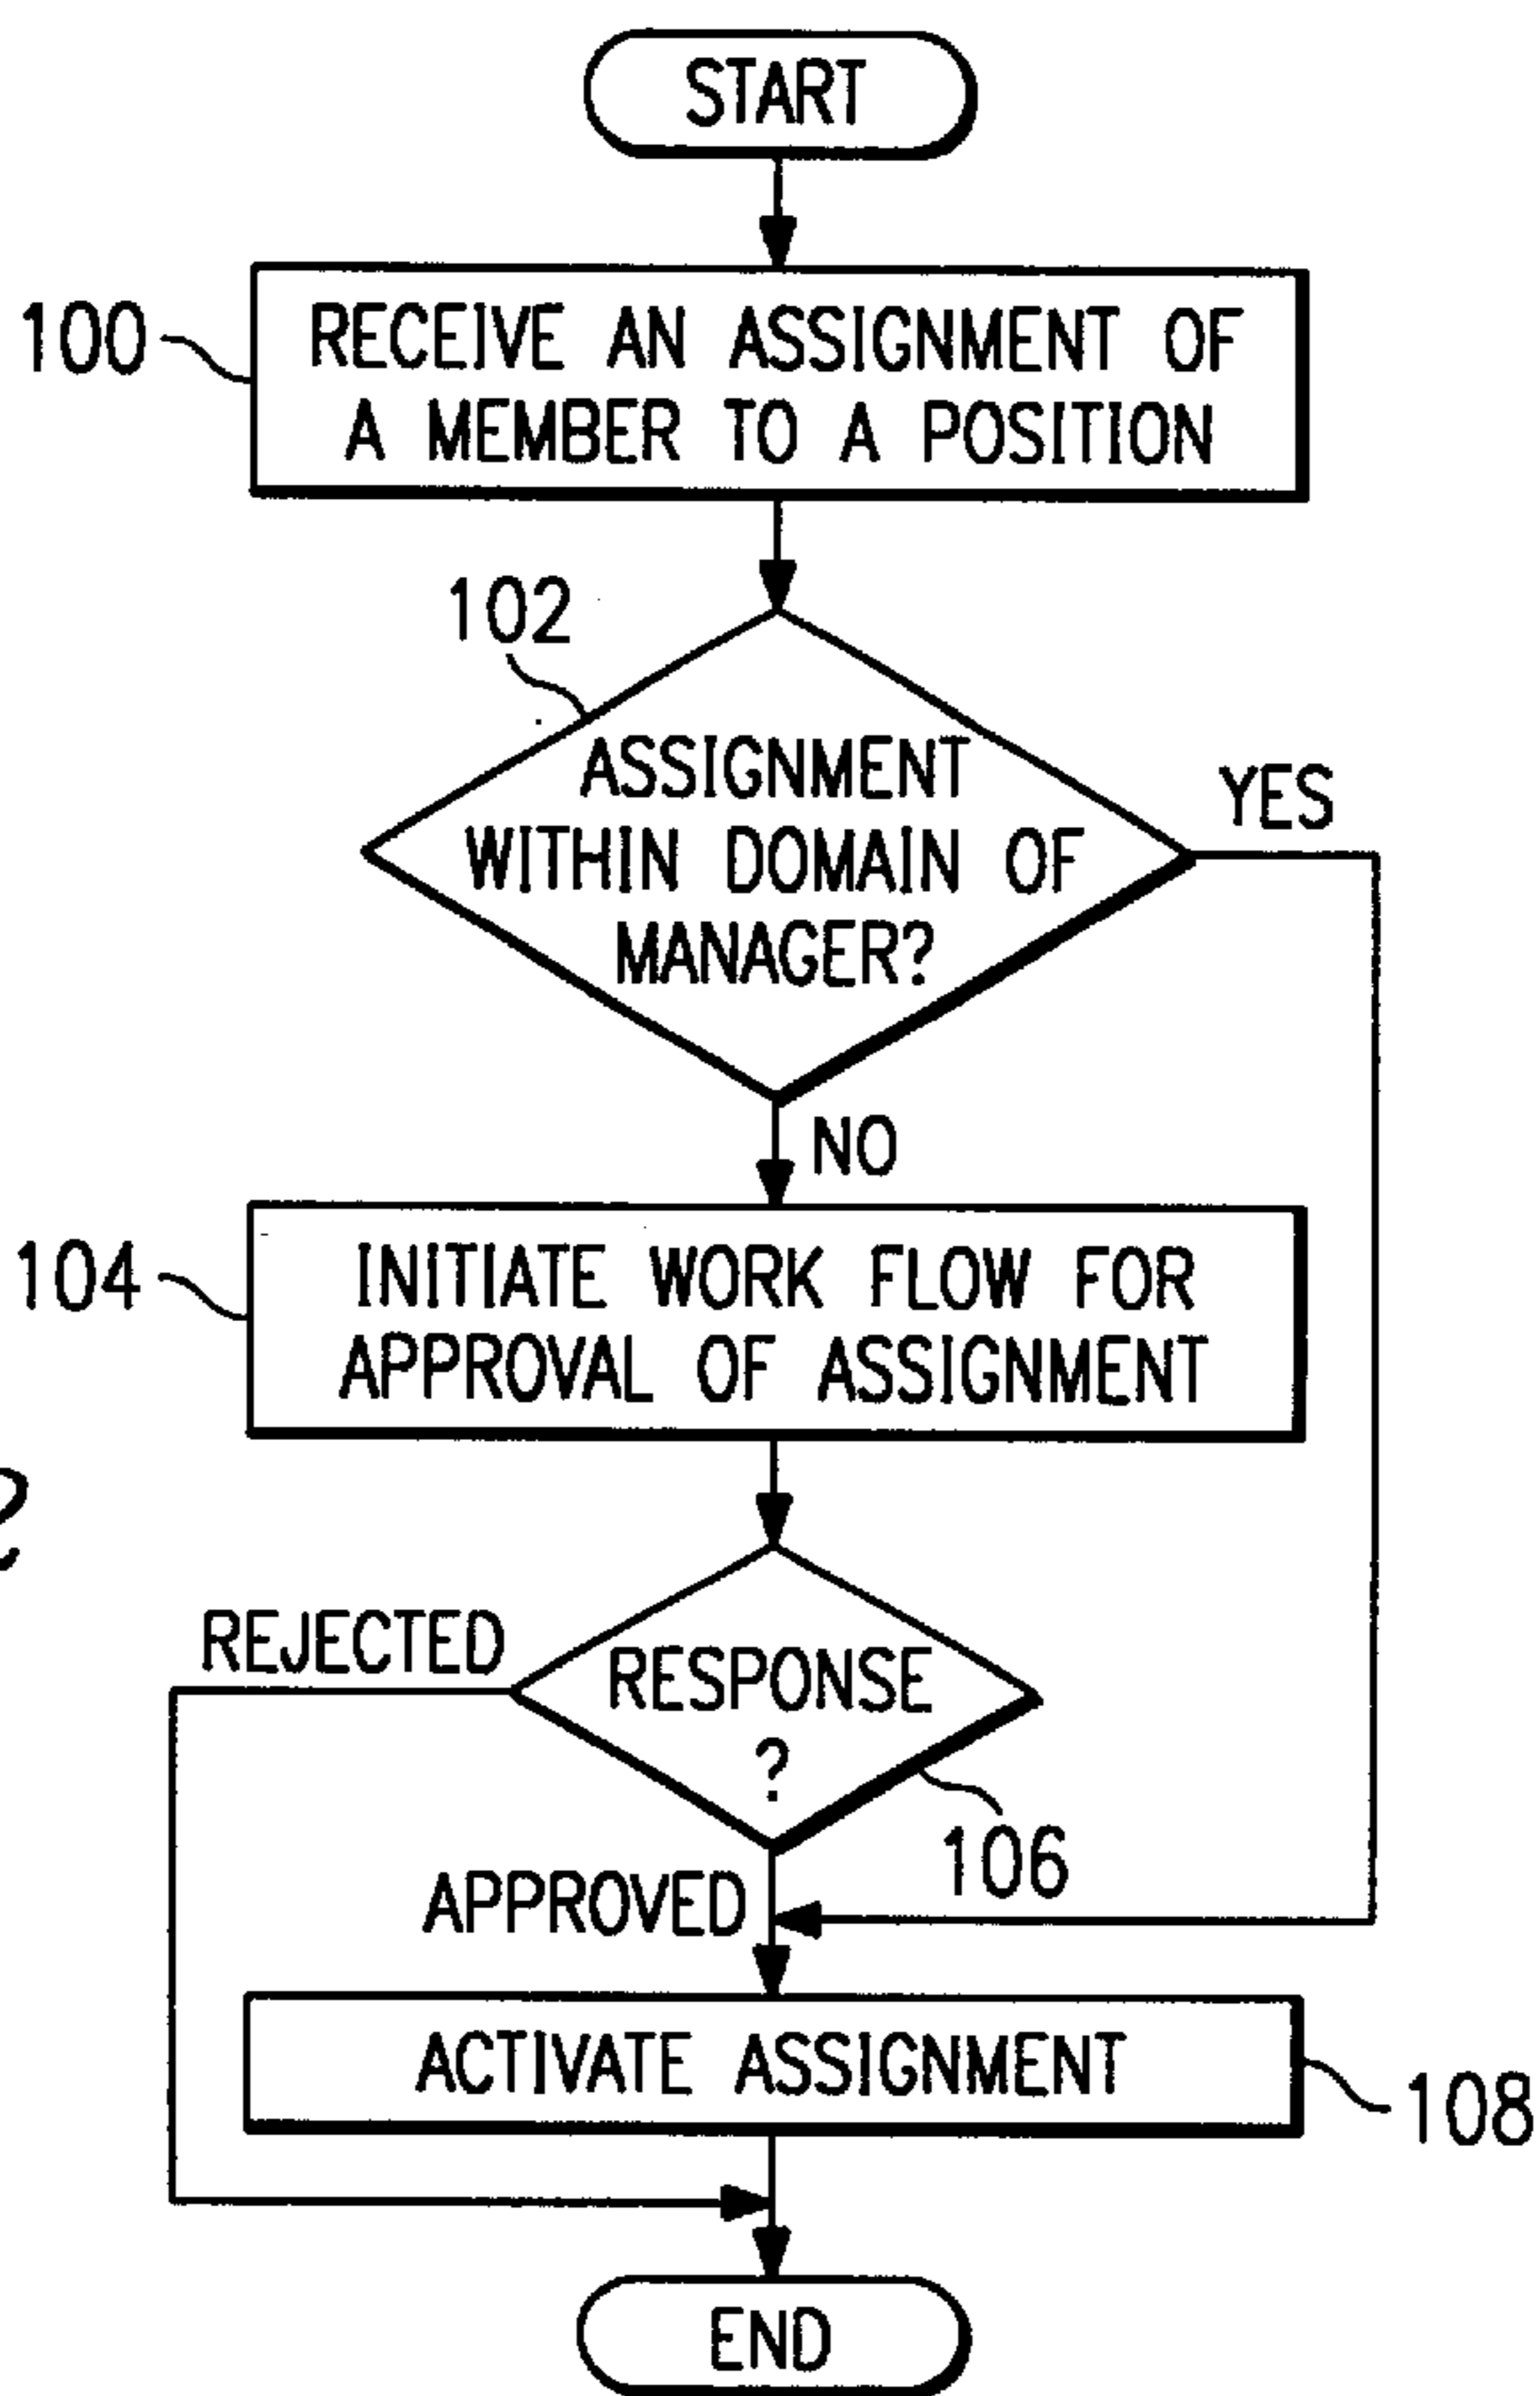 START
100
RECEIVE AN ASSIGNMENT OF
A MEMBER TO A POSITION
102
ASSIGNMENT
WITHIN DOMAIN OF
MANAGER?
YES
NO
104
INITIATE WORK FLOW FOR
APPROVAL OF ASSIGNMENT
REJECTED
RESPONSE
?
106
APPROVED
ACTIVATE ASSIGNMENT
108
END